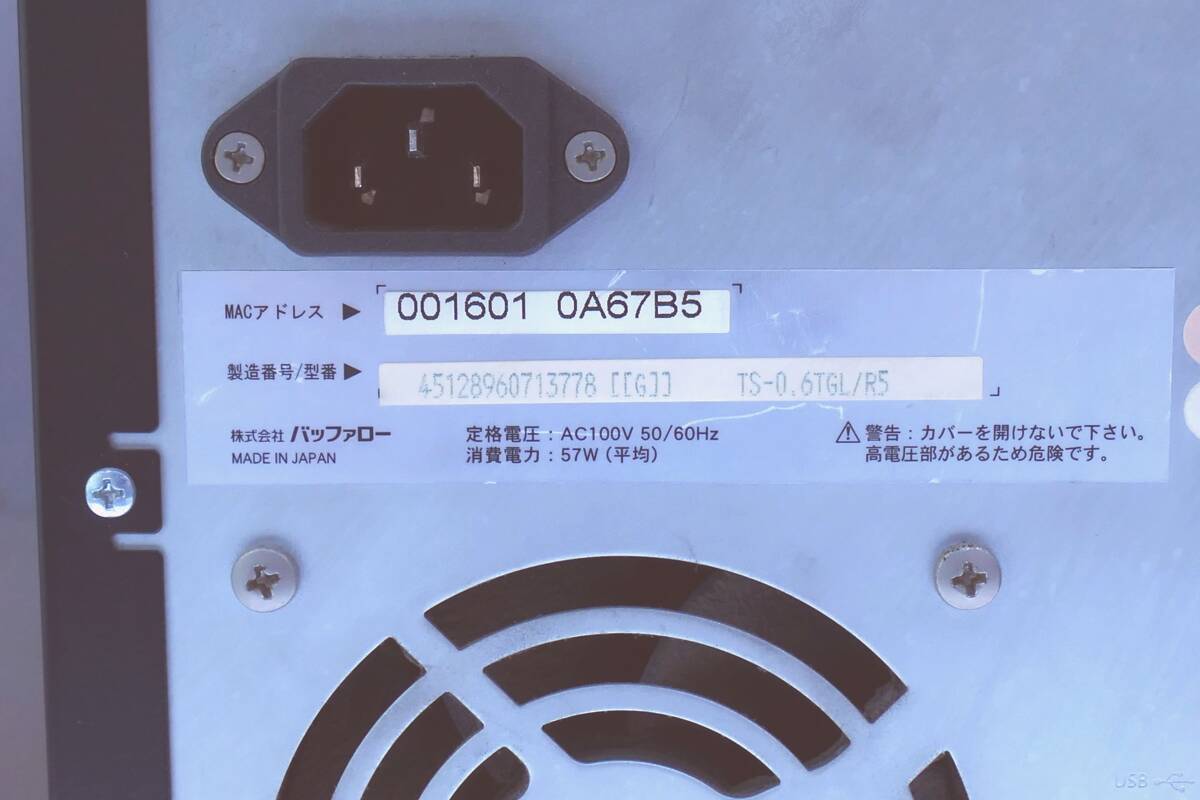 MACアドレス ▶ 001601 0A67B5
製造番号/型番 ▶ 45128960713778 [[G]] TS-0.6TGL/R5
株式会社 バッファロー
MADE IN JAPAN
定格電圧：AC100V 50/60Hz
消費電力：57W（平均）
⚠ 警告：カバーを開けないで下さい。
高電圧部があるため危険です。
USB